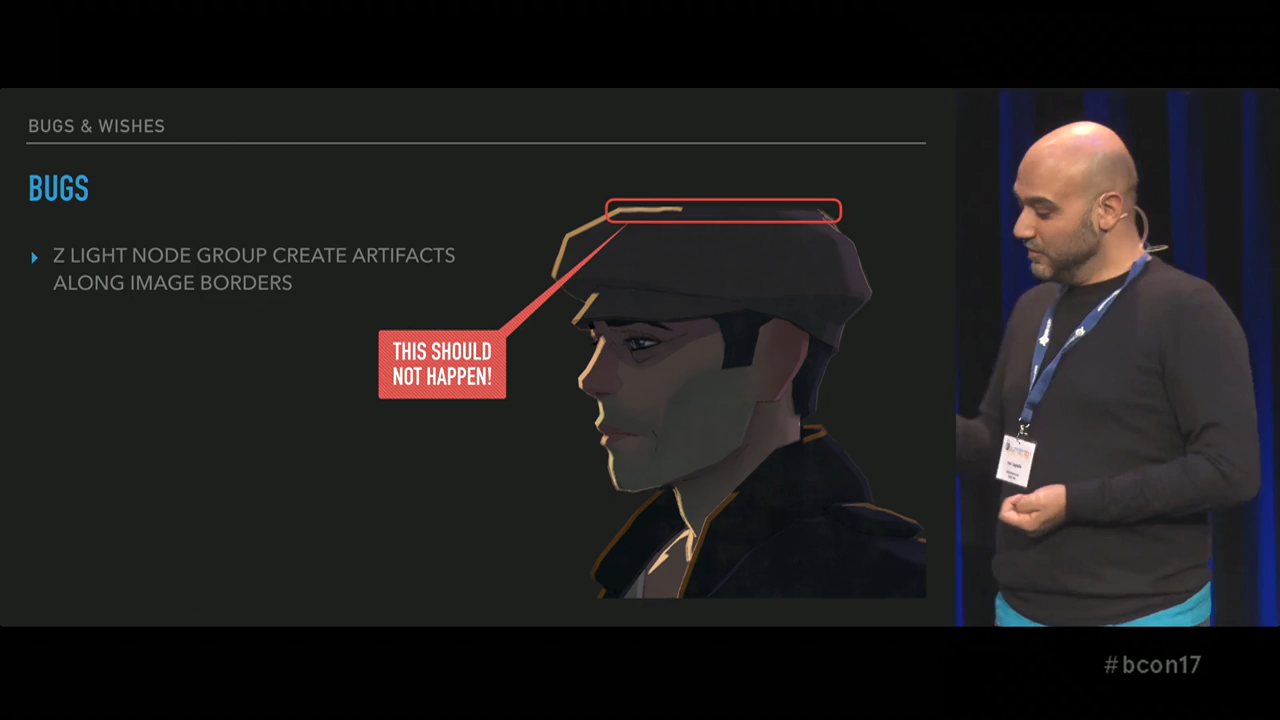 BUGS & WISHES
BUGS
Z LIGHT NODE GROUP CREATE ARTIFACTS
ALONG IMAGE BORDERS
THIS SHOULD
NOT HAPPEN!
#bcon17